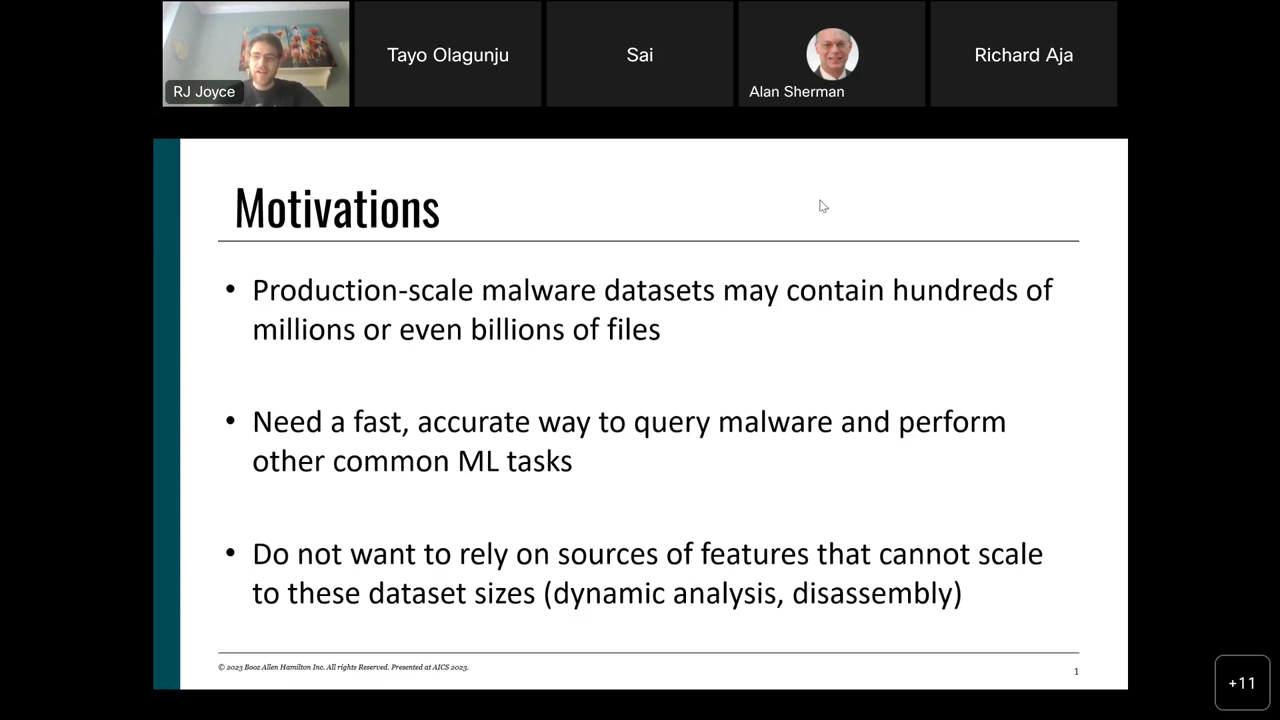 RJ Joyce
Tayo Olagunju
Sai
Alan Sherman
Richard Aja
Motivations
• Production-scale malware datasets may contain hundreds of
millions or even billions of files
• Need a fast, accurate way to query malware and perform
other common ML tasks
• Do not want to rely on sources of features that cannot scale
to these dataset sizes (dynamic analysis, disassembly)
© 2023 Booz Allen Hamilton Inc. All rights Reserved. Presented at AICS 2023.
1
+11